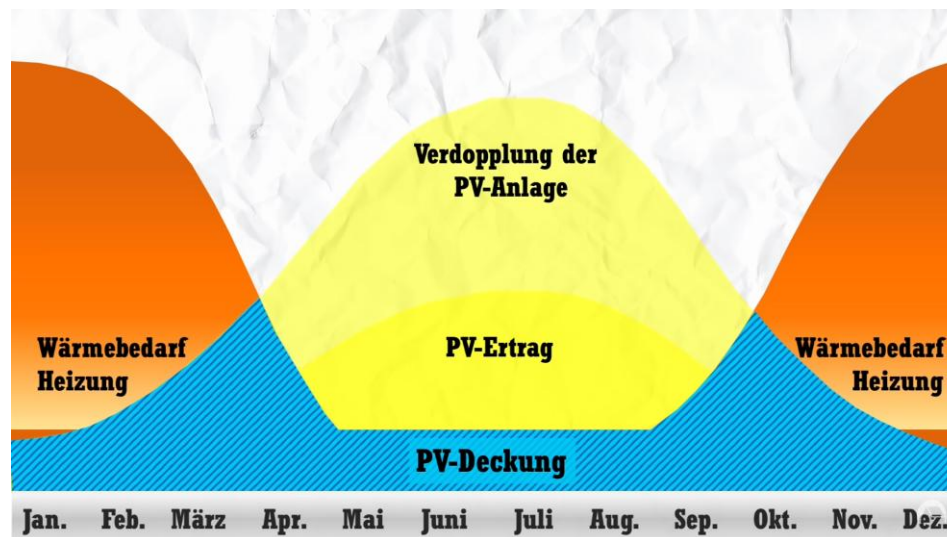 Verdopplung der
PV-Anlage
Wärmebedarf
Heizung
PV-Ertrag
Wärmebedarf
Heizung
PV-Deckung
Jan. Feb. März Apr. Mai Juni Juli Aug. Sep. Okt. Nov. Dez.